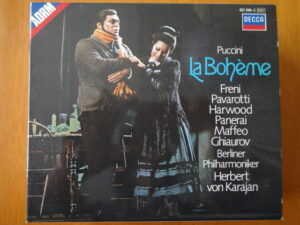 ADRM
DECCA
Puccini
La Bohème
Freni
Pavarotti
Harwood
Panerai
Maffeo
Ghiaurov
Berliner
Philharmoniker
Herbert
von Karajan